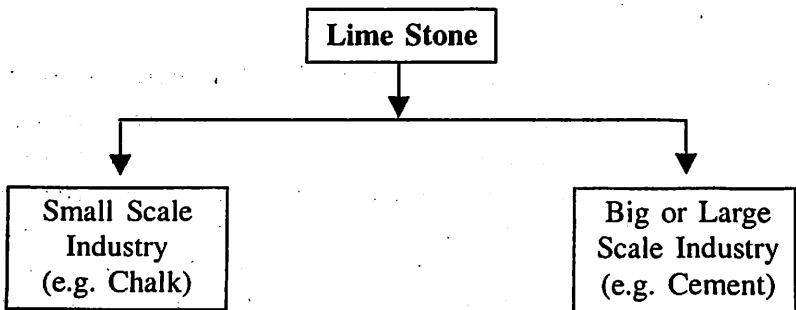 Lime Stone
Small Scale
Industry
(e.g. Chalk)
Big or Large
Scale Industry
(e.g. Cement)